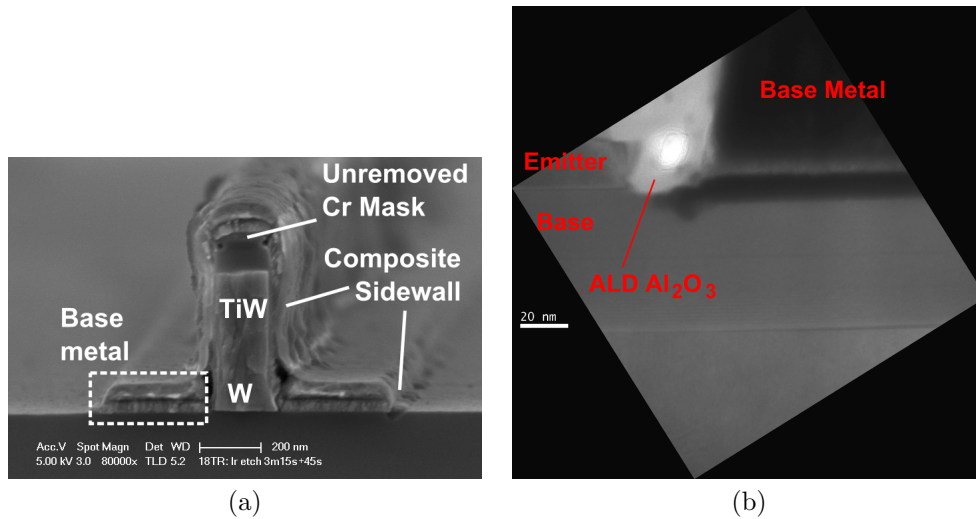 Unremoved
Cr Mask
Composite
Sidewall
TiW
Base
metal
W
Acc.V Spot Magn Det WD 200 nm
5.00 kV 3.0 80000x TLD 5.2 18TR: Ir etch 3m15s+45s
(a)
Base Metal
Emitter
Base
ALD Al₂O₃
20 nm
(b)